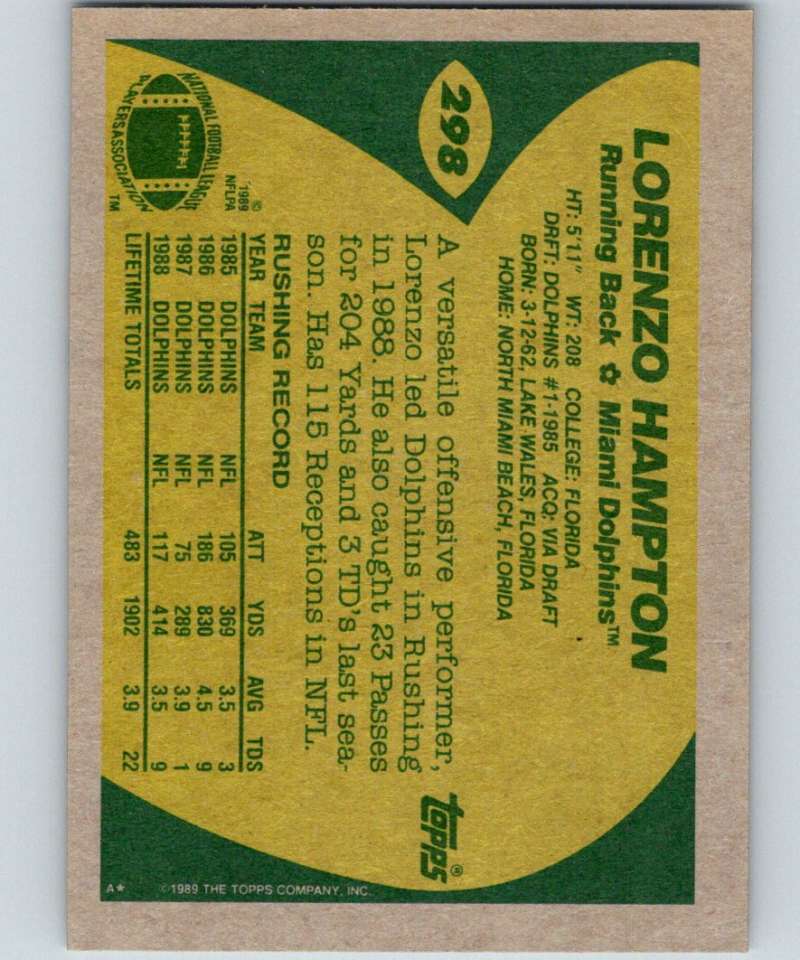 298
LORENZO HAMPTON
Running Back ✿ Miami Dolphins™
HT: 5'11" WT: 208 COLLEGE: FLORIDA
DRFT: DOLPHINS #1-1985 ACQ: VIA DRAFT
BORN: 3-12-62, LAKE WALES, FLORIDA
HOME: NORTH MIAMI BEACH, FLORIDA
A versatile offensive performer,
Lorenzo led Dolphins in Rushing
in 1988. He also caught 23 Passes
for 204 Yards and 3 TD's last sea-
son. Has 115 Receptions in NFL.
topps®
NATIONAL FOOTBALL LEAGUE
PLAYERS ASSOCIATION
TM
©
1989
NFLPA
RUSHING RECORD
YEAR TEAM ATT YDS AVG TDS
1985 DOLPHINS NFL 105 369 3.5 3
1986 DOLPHINS NFL 186 830 4.5 9
1987 DOLPHINS NFL 75 289 3.9 1
1988 DOLPHINS NFL 117 414 3.5 9
LIFETIME TOTALS 483 1902 3.9 22
A★ ©1989 THE TOPPS COMPANY, INC.